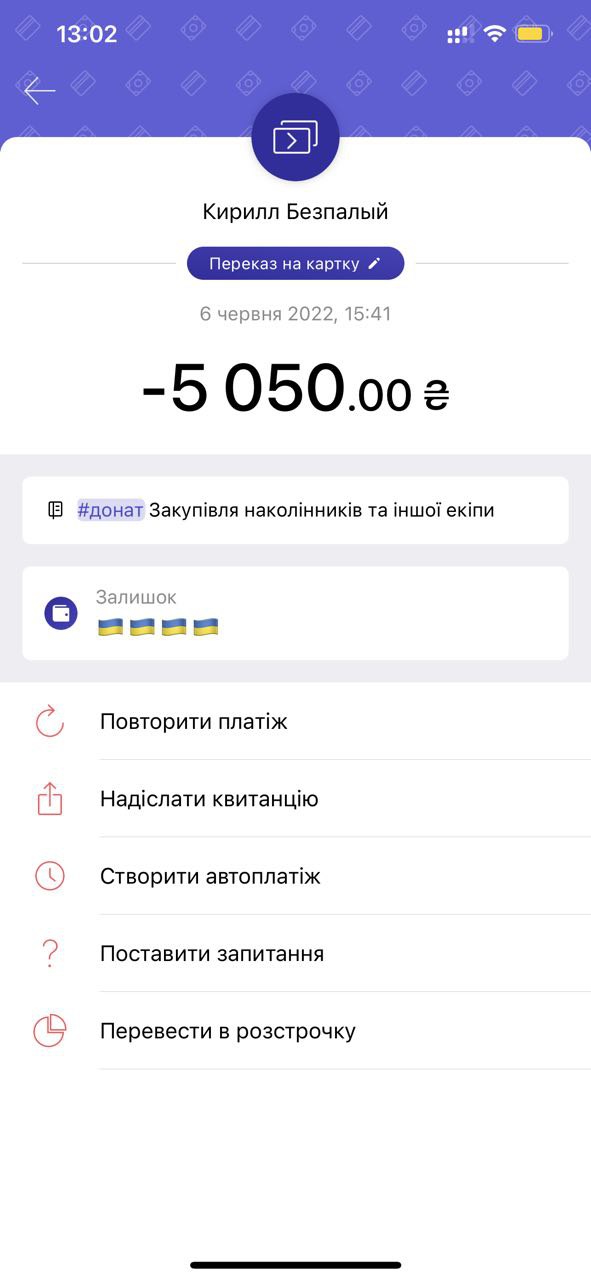 13:02
Кирилл Безпалый
Переказ на картку
6 червня 2022, 15:41
-5 050.00 ₴
#донат Закупівля наколінників та іншої екіпи
Залишок
🇺🇦 🇺🇦 🇺🇦 🇺🇦
Повторити платіж
Надіслати квитанцію
Створити автоплатіж
Поставити запитання
Перевести в розстрочку